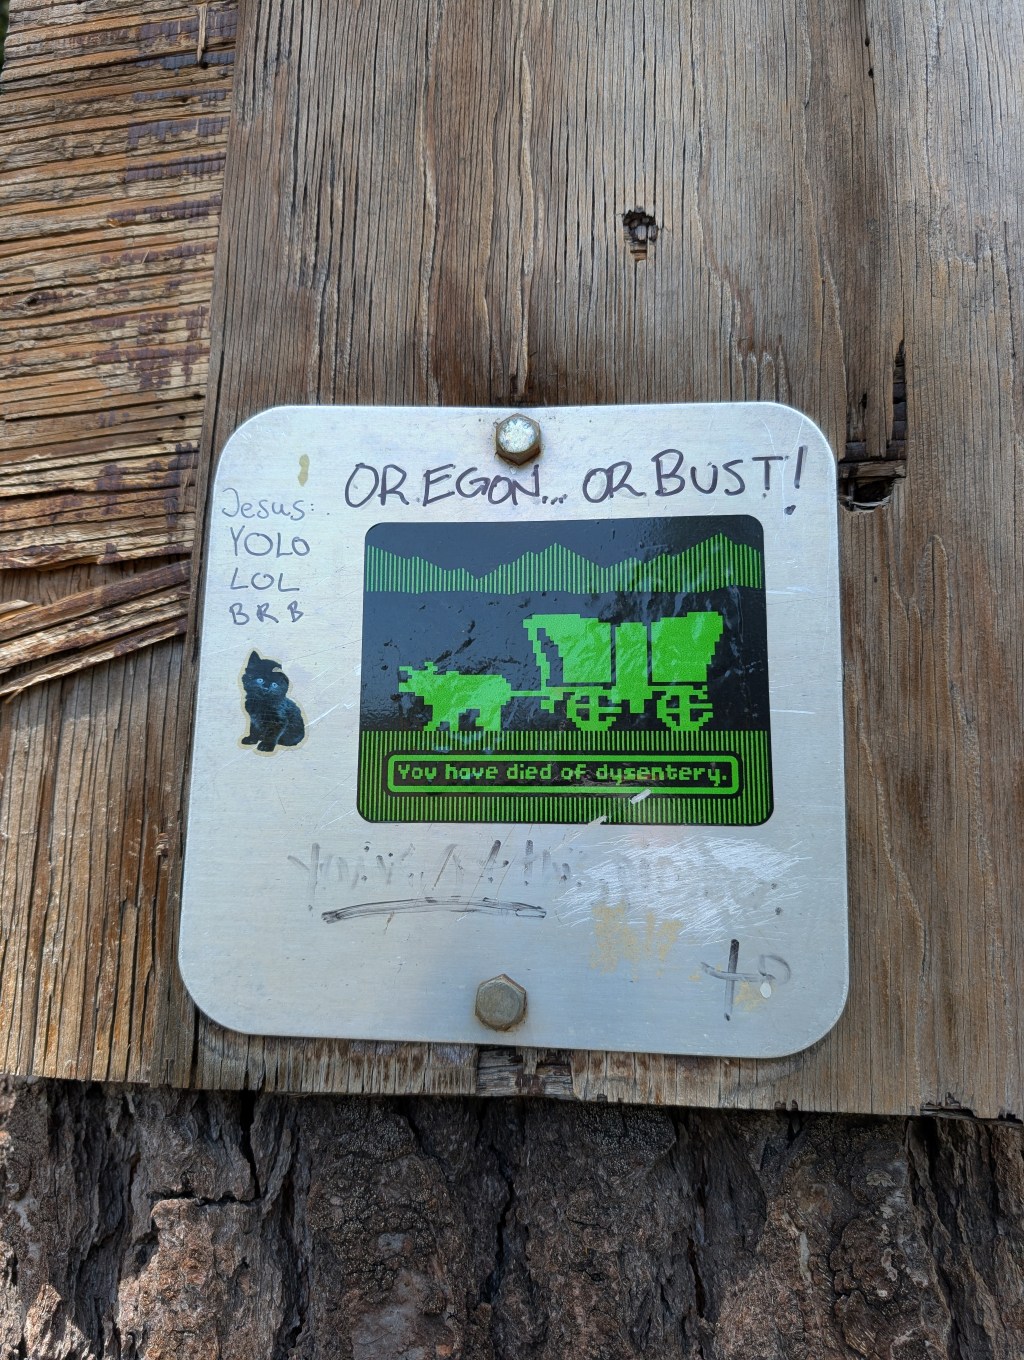 OREGON... OR BUST!
Jesus:
YOLO
LOL
BRB
You have died of dysentery.